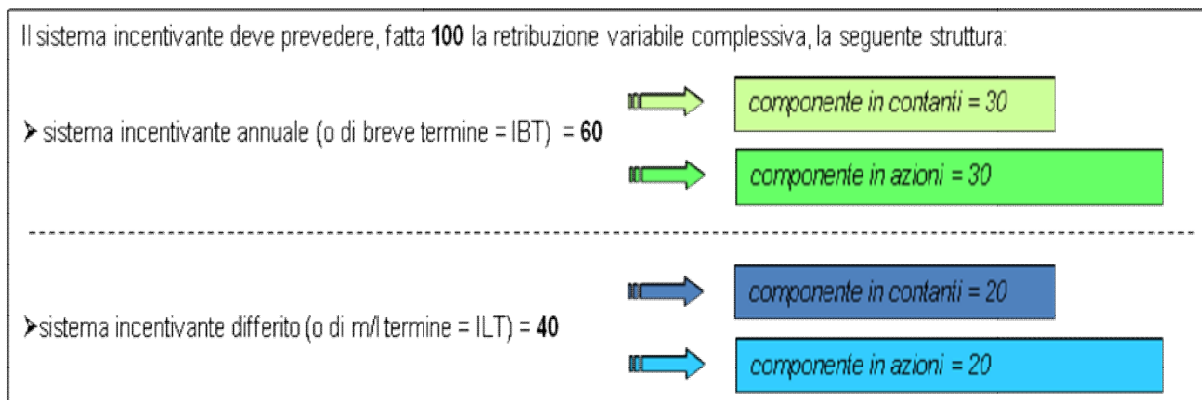 Il sistema incentivante deve prevedere, fatta 100 la retribuzione variabile complessiva, la seguente struttura:
componente in contanti = 30
➤ sistema incentivante annuale (o di breve termine = IBT) = 60
componente in azioni = 30
componente in contanti = 20
➤sistema incentivante differito (o di m/l termine = ILT) = 40
componente in azioni = 20